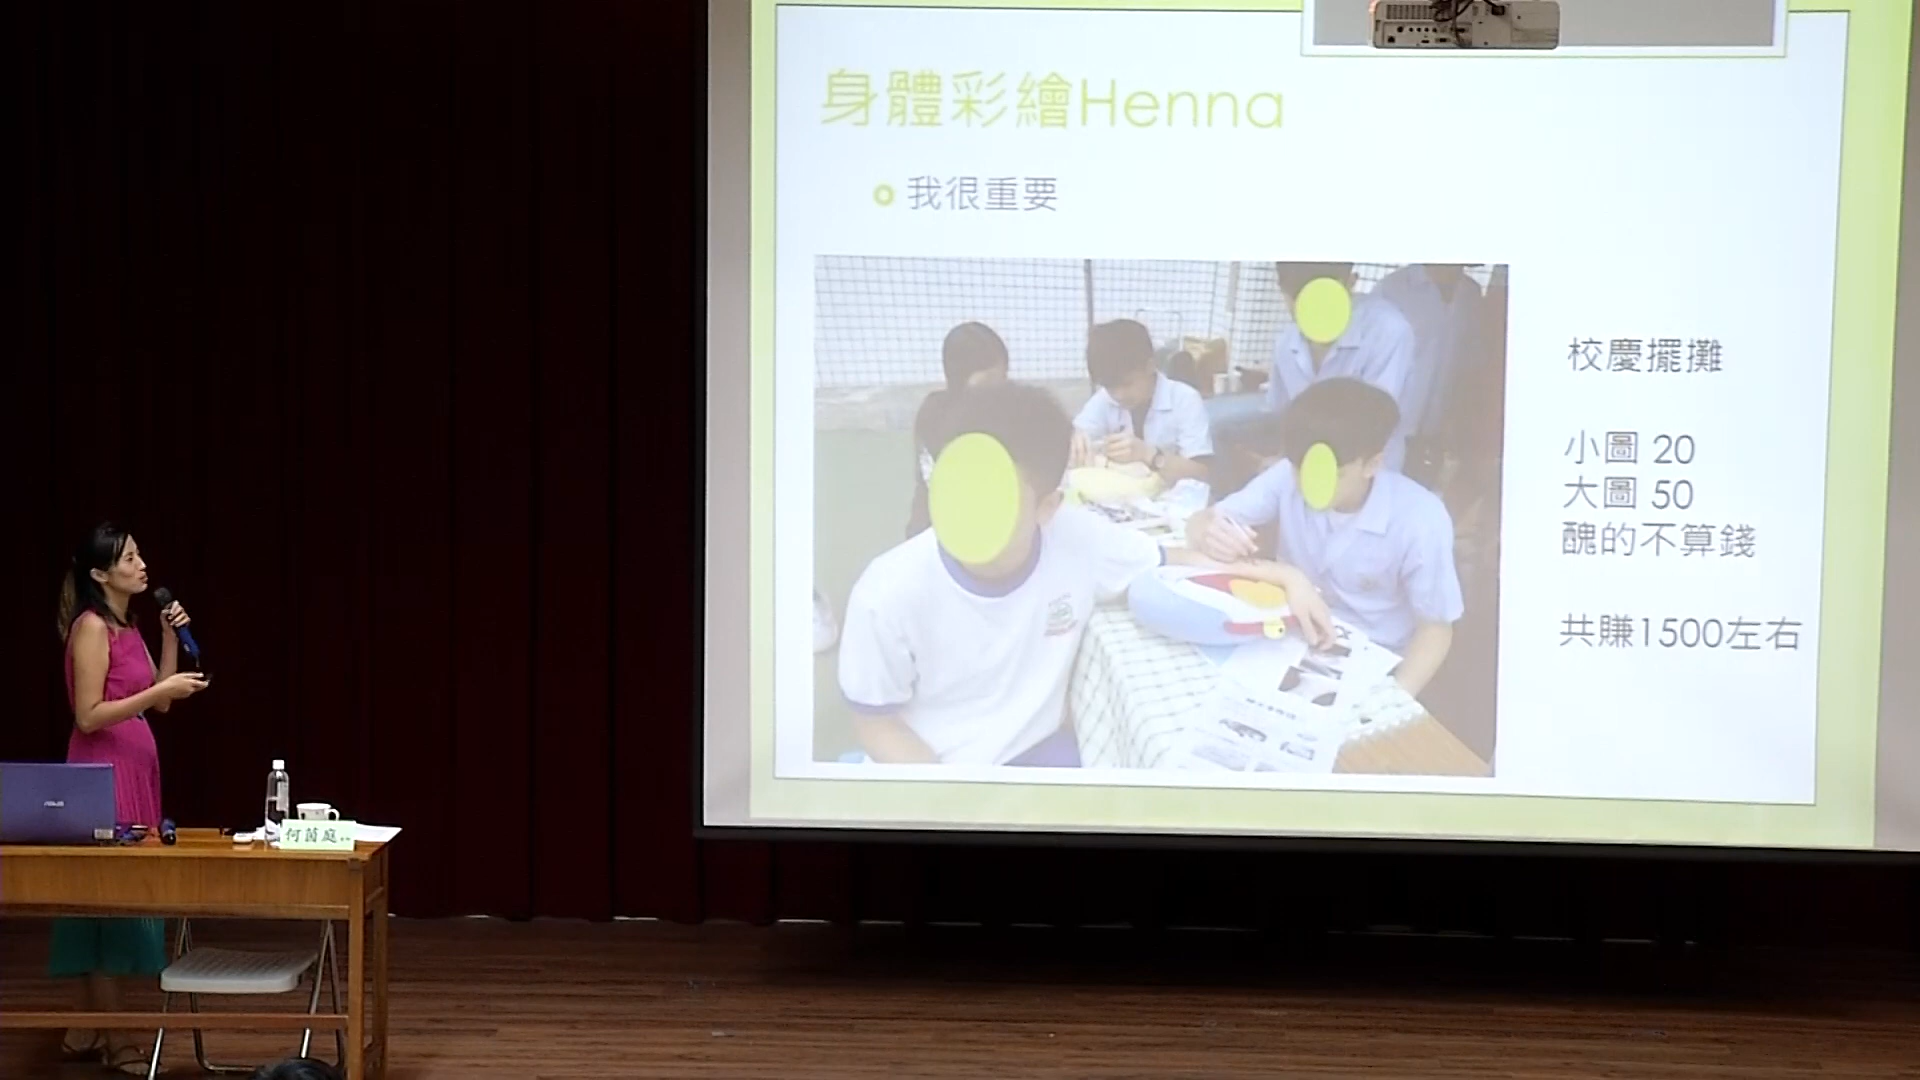 身體彩繪Henna
我很重要
校慶擺攤
小圖 20
大圖 50
醜的不算錢
共賺1500左右
ASUS
何茵庭